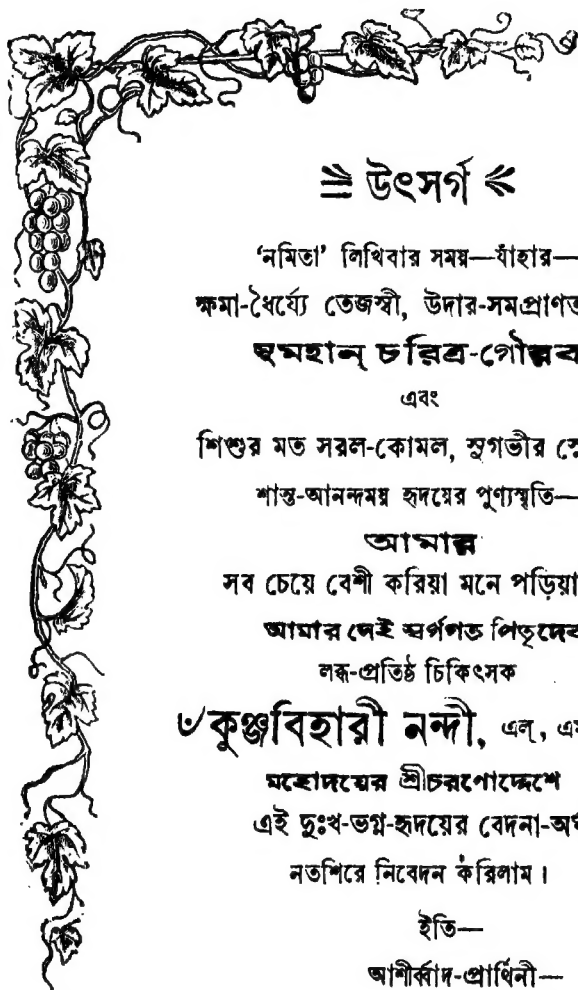 উৎসর্গ
'নমিতা' লিখিবার সময়—যাঁহার—
ক্ষমা-ধৈর্য্যে তেজস্বী, উদার-সমপ্রাণত
সুমহান্ চরিত্র-গৌরব
এবং
শিশুর মত সরল-কোমল, সুগভীর
শান্ত-আনন্দময় হৃদয়ের পুণ্যস্মৃতি—
আমার
সব চেয়ে বেশী করিয়া মনে পড়িয়া
আমার সেই স্বর্গগত পিতৃদেব
লব্ধ-প্রতিষ্ঠ চিকিৎসক
ঁকুঞ্জবিহারী নন্দী, এল্,
মহোদয়ের শ্রীচরণোদ্দেশে
এই দুঃখ-ভগ্ন-হৃদয়ের বেদনা-
নতশিরে নিবেদন করিলাম।
ইতি—
আশীর্ব্বাদ-প্রার্থিনী—